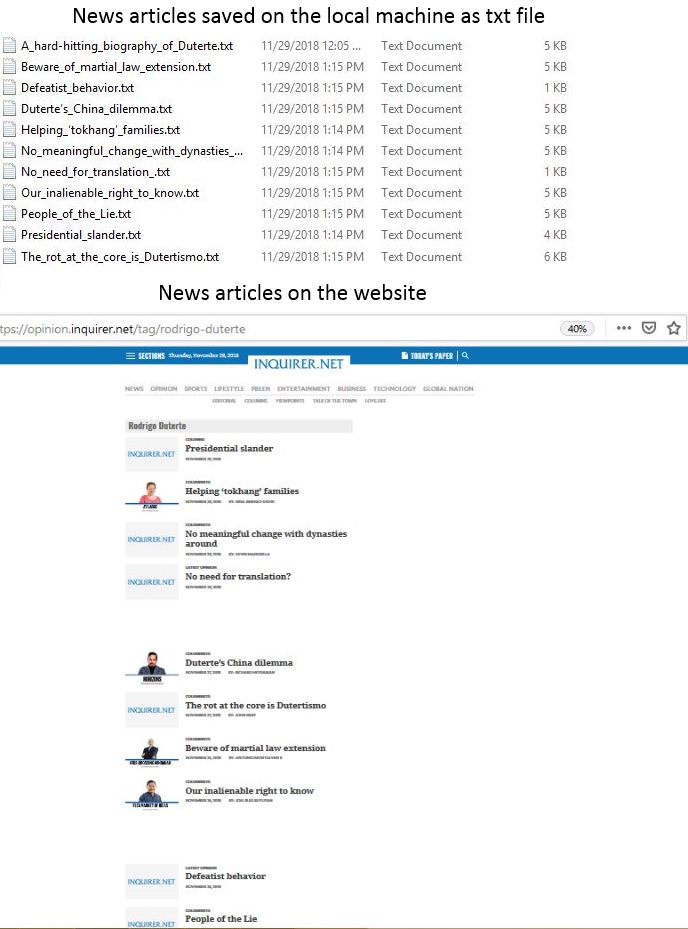 News articles saved on the local machine as txt file
A_hard-hitting_biography_of_Duterte.txt 11/29/2018 12:05 ... Text Document 5 KB
Beware_of_martial_law_extension.txt 11/29/2018 1:15 PM Text Document 5 KB
Defeatist_behavior.txt 11/29/2018 1:15 PM Text Document 1 KB
Duterte’s_China_dilemma.txt 11/29/2018 1:15 PM Text Document 5 KB
Helping_‘tokhang’_families.txt 11/29/2018 1:14 PM Text Document 5 KB
No_meaningful_change_with_dynasties_... 11/29/2018 1:14 PM Text Document 5 KB
No_need_for_translation_.txt 11/29/2018 1:15 PM Text Document 1 KB
Our_inalienable_right_to_know.txt 11/29/2018 1:15 PM Text Document 5 KB
People_of_the_Lie.txt 11/29/2018 1:15 PM Text Document 5 KB
Presidential_slander.txt 11/29/2018 1:14 PM Text Document 4 KB
The_rot_at_the_core_is_Dutertismo.txt 11/29/2018 1:15 PM Text Document 6 KB
News articles on the website
tps://opinion.inquirer.net/tag/rodrigo-duterte 40%
SECTIONS Thursday, November 29, 2018 INQUIRER.NET TODAY'S PAPER
NEWS OPINION SPORTS LIFESTYLE PREEN ENTERTAINMENT BUSINESS TECHNOLOGY GLOBAL NATION
EDITORIAL COLUMNS VIEWPOINTS TALK OF THE TOWN
Rodrigo Duterte
INQUIRER.NET
COLUMNS
Presidential slander
COLUMNISTS
Helping ‘tokhang’ families
INQUIRER.NET
COLUMNISTS
No meaningful change with dynasties
around
INQUIRER.NET
LATEST OPINION
No need for translation?
HORIZONS
COLUMNISTS
Duterte’s China dilemma
INQUIRER.NET
COLUMNISTS
The rot at the core is Dutertismo
COLUMNISTS
Beware of martial law extension
COLUMNISTS
Our inalienable right to know
INQUIRER.NET
LATEST OPINION
Defeatist behavior
INQUIRER.NET
COLUMNISTS
People of the Lie